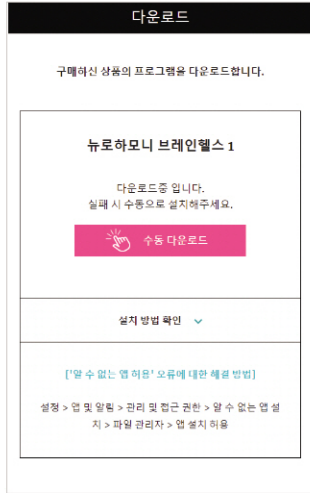 다운로드
구매하신 상품의 프로그램을 다운로드합니다.
뉴로하모니 브레인헬스 1
다운로드중 입니다.
실패 시 수동으로 설치해주세요.
수동 다운로드
설치 방법 확인
['알 수 없는 앱 허용' 오류에 대한 해결 방법]
설정 > 앱 및 알림 > 관리 및 접근 권한 > 알 수 없는 앱 설
치 > 파일 관리자 > 앱 설치 허용